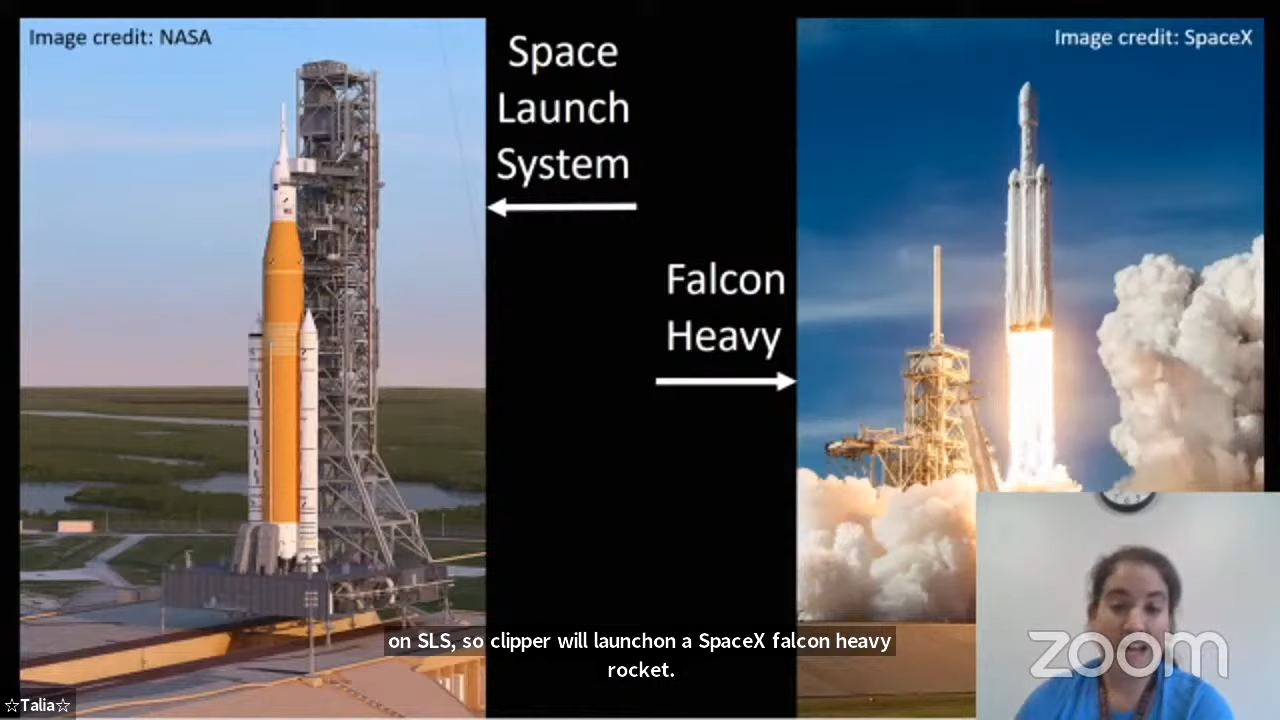 Image credit: NASA
Space
Launch
System
Image credit: SpaceX
Falcon
Heavy
on SLS, so clipper will launchon a SpaceX falcon heavy
rocket.
☆Talia☆
zoom